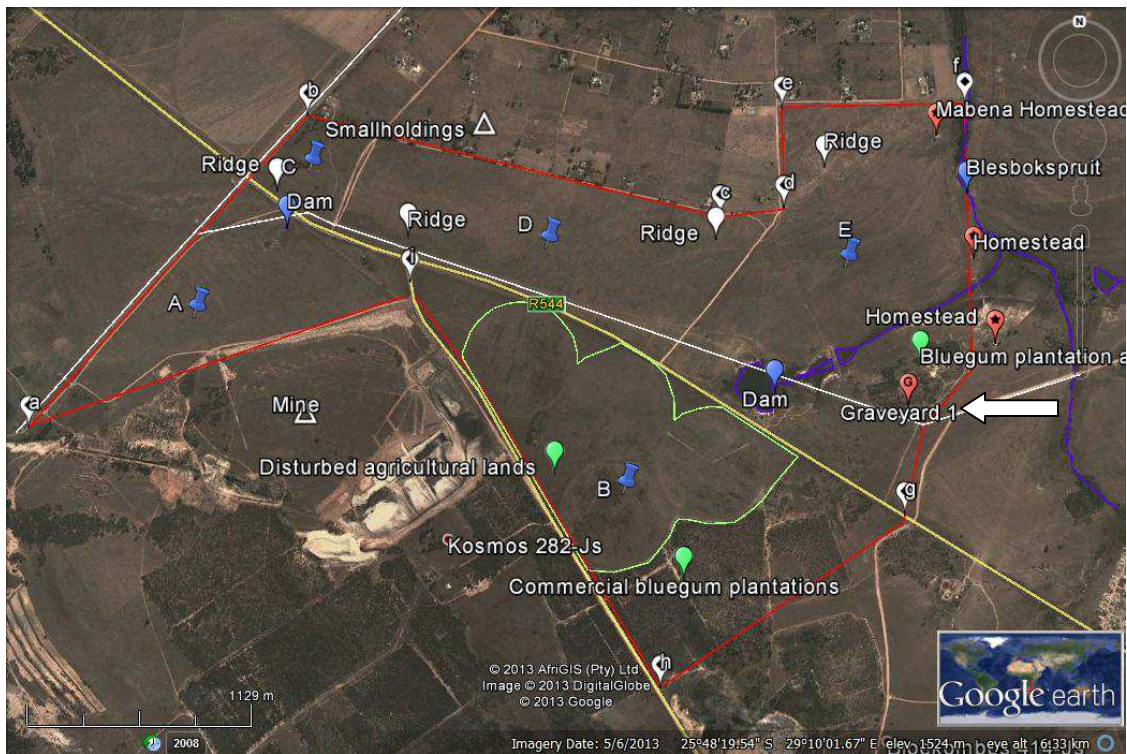 N
b
e
f
Mabena Homestead
Smallholdings
Ridge
Ridge
C
Blesbokspruit
d
c
Dam
Ridge
D
Ridge
E
Homestead
i
A
R544
Homestead
Bluegum plantation a
a
Mine
Dam
G
Graveyard 1
Disturbed agricultural lands
B
g
Kosmos 282-Js
Commercial bluegum plantations
h
© 2013 AfriGIS (Pty) Ltd.
Image © 2013 DigitalGlobe
© 2013 Google
1129 m
Google earth
2008
Imagery Date: 5/6/2013 25°48'19.54" S 29°10'01.67" E elev 1524 m eye alt 6.33 km